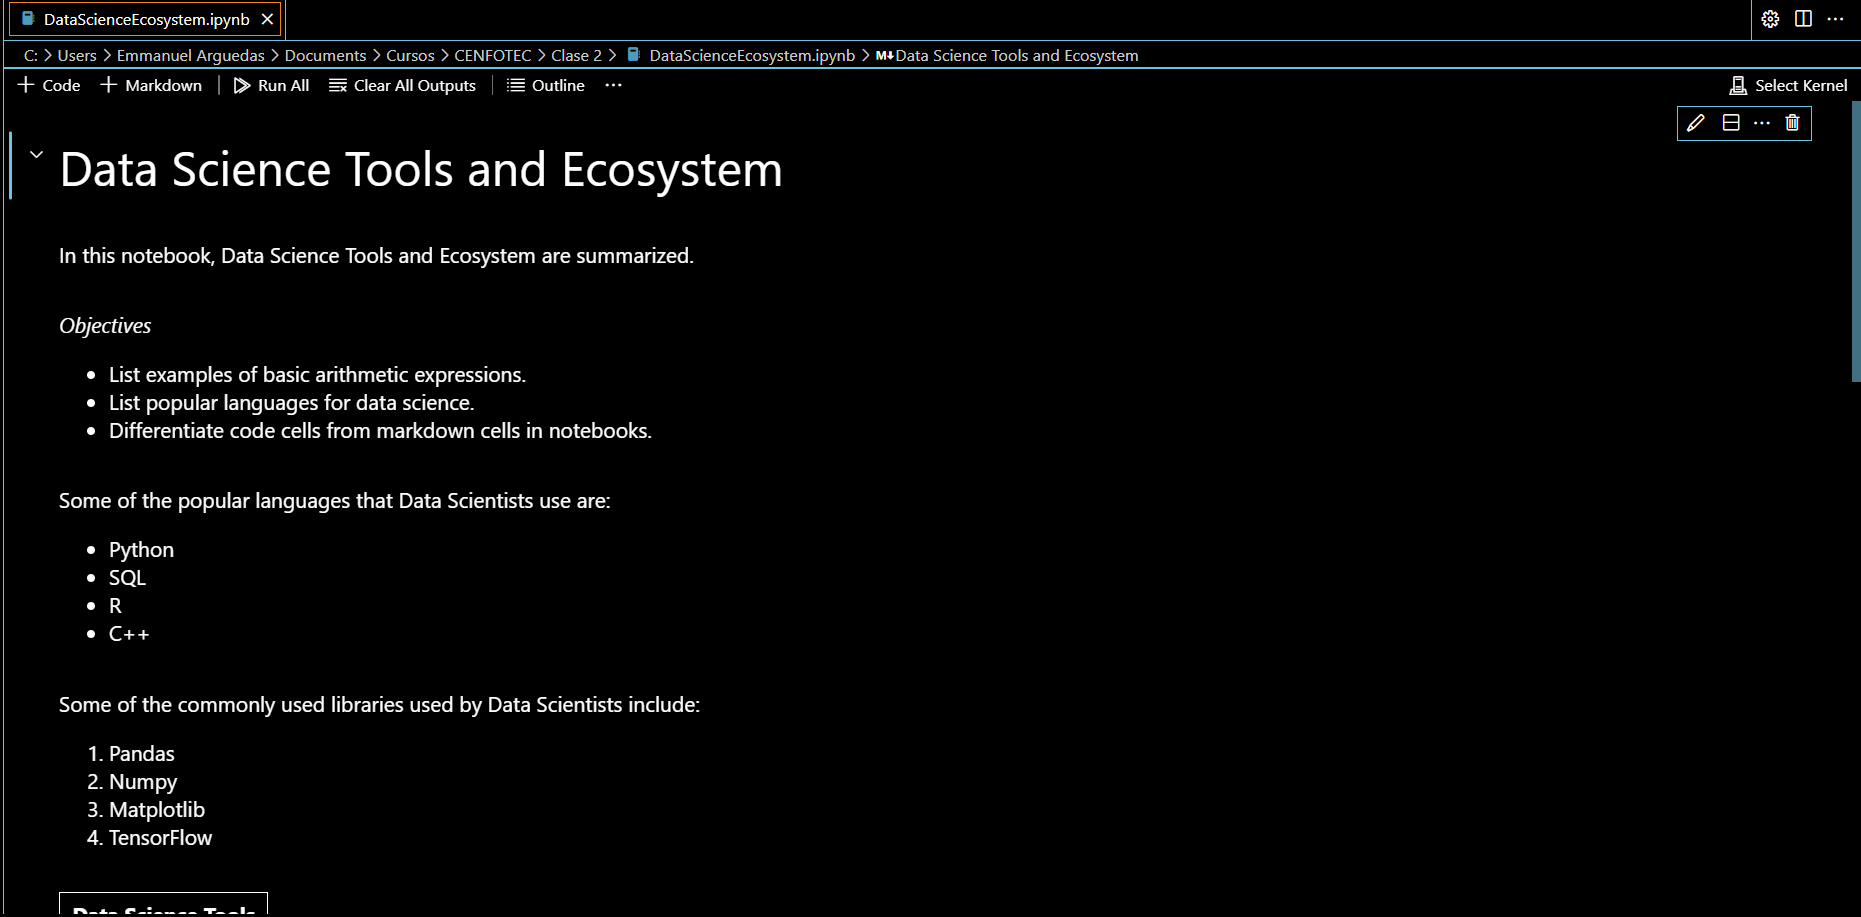 DataScienceEcosystem.ipynb
C: > Users > Emmanuel Arguedas > Documents > Cursos > CENFOTEC > Clase 2 > DataScienceEcosystem.ipynb > M↓ Data Science Tools and Ecosystem
+ Code + Markdown | Run All Clear All Outputs | Outline ... Select Kernel
Data Science Tools and Ecosystem
In this notebook, Data Science Tools and Ecosystem are summarized.
Objectives
• List examples of basic arithmetic expressions.
• List popular languages for data science.
• Differentiate code cells from markdown cells in notebooks.
Some of the popular languages that Data Scientists use are:
• Python
• SQL
• R
• C++
Some of the commonly used libraries used by Data Scientists include:
1. Pandas
2. Numpy
3. Matplotlib
4. TensorFlow
Data Science Tools